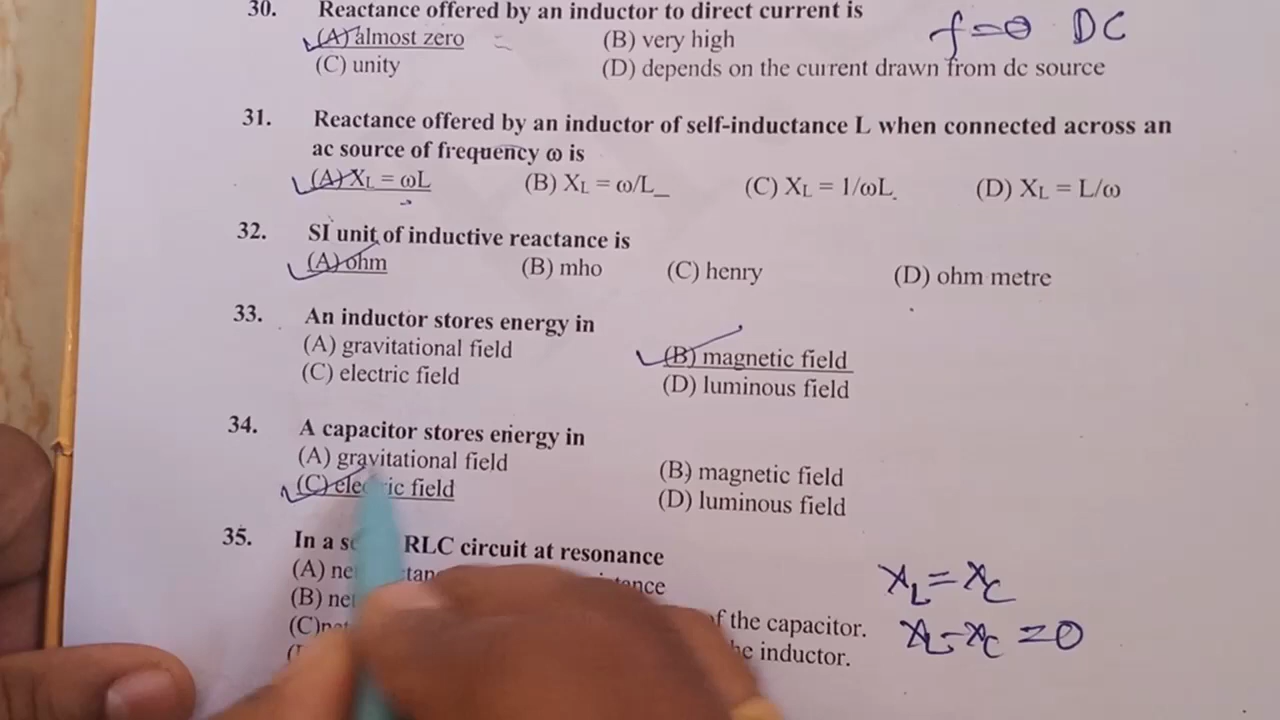 30. Reactance offered by an inductor to direct current is
(A) almost zero (B) very high
f=0 DC
(C) unity (D) depends on the current drawn from dc source
31. Reactance offered by an inductor of self-inductance L when connected across an
ac source of frequency ω is
(A) XL = ωL (B) XL = ω/L (C) XL = 1/ωL (D) XL = L/ω
32. SI unit of inductive reactance is
(A) ohm (B) mho (C) henry (D) ohm metre
33. An inductor stores energy in
(A) gravitational field (B) magnetic field
(C) electric field (D) luminous field
34. A capacitor stores energy in
(A) gravitational field (B) magnetic field
(C) electric field (D) luminous field
35. In a RLC circuit at resonance
(A)
(B) of the capacitor.
(C) the inductor.
XL=XC
XL-XC=0